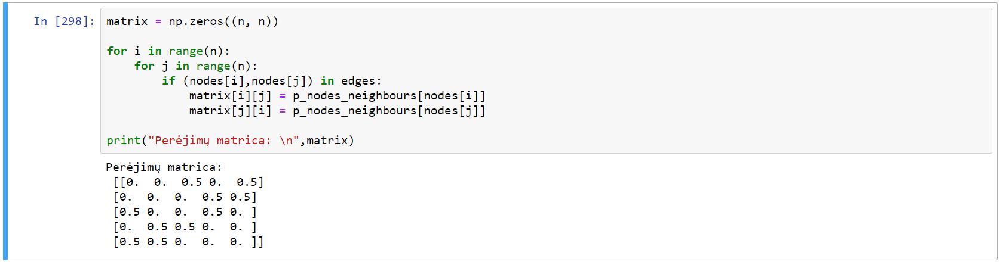 In [298]: matrix = np.zeros((n, n))
for i in range(n):
    for j in range(n):
        if (nodes[i],nodes[j]) in edges:
            matrix[i][j] = p_nodes_neighbours[nodes[i]]
            matrix[j][i] = p_nodes_neighbours[nodes[j]]
print("Perėjimų matrica: \n",matrix)
Perėjimų matrica:
 [[0.  0.  0.5 0.  0.5]
 [0.  0.  0.  0.5 0.5]
 [0.5 0.  0.  0.5 0. ]
 [0.  0.5 0.5 0.  0. ]
 [0.5 0.5 0.  0.  0. ]]